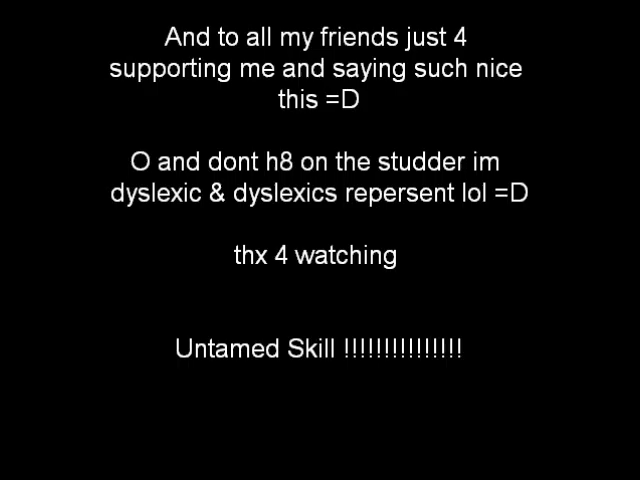 And to all my friends just 4
supporting me and saying such nice
this =D
O and dont h8 on the studder im
dyslexic & dyslexics repersent lol =D
thx 4 watching
Untamed Skill !!!!!!!!!!!!!!!